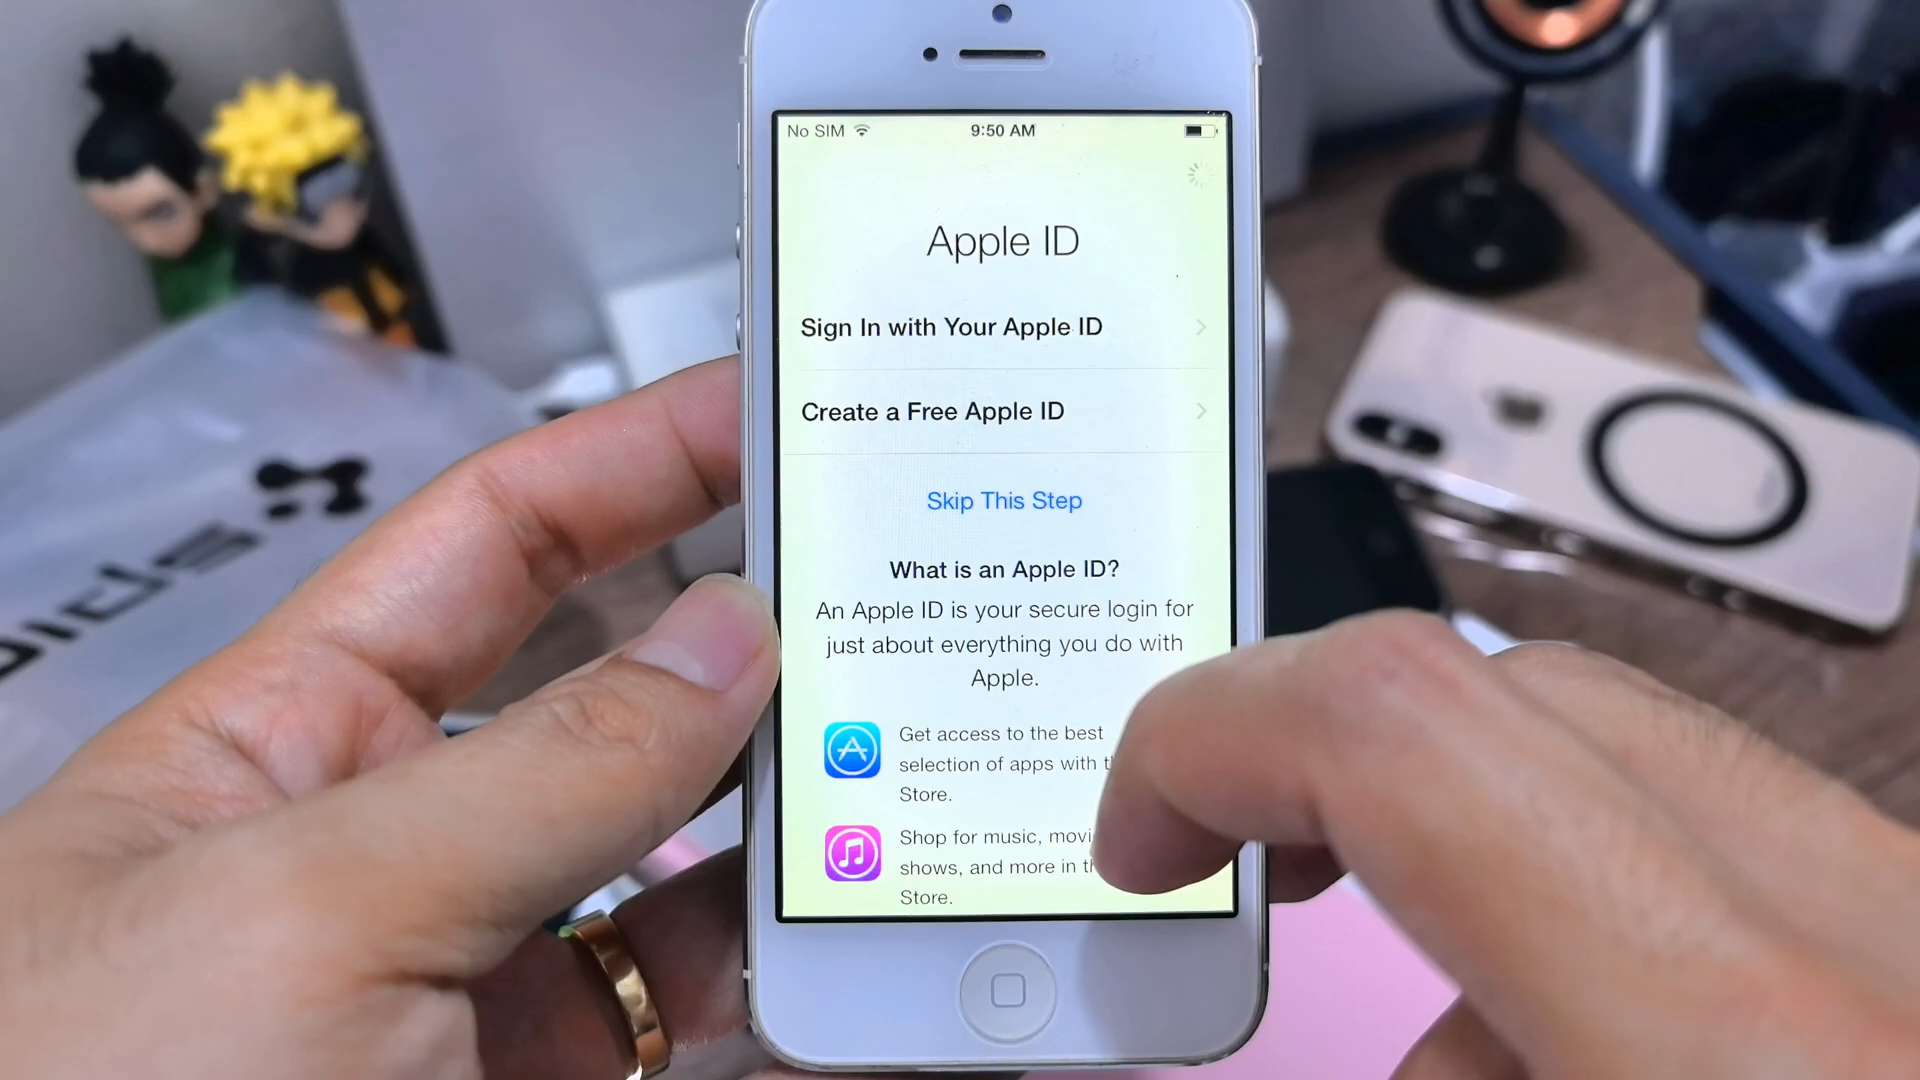 No SIM
9:50 AM
Apple ID
Sign In with Your Apple ID
Create a Free Apple ID
Skip This Step
What is an Apple ID?
An Apple ID is your secure login for
just about everything you do with
Apple.
Get access to the best
selection of apps with
Store.
Shop for music,
shows, and more in
Store.